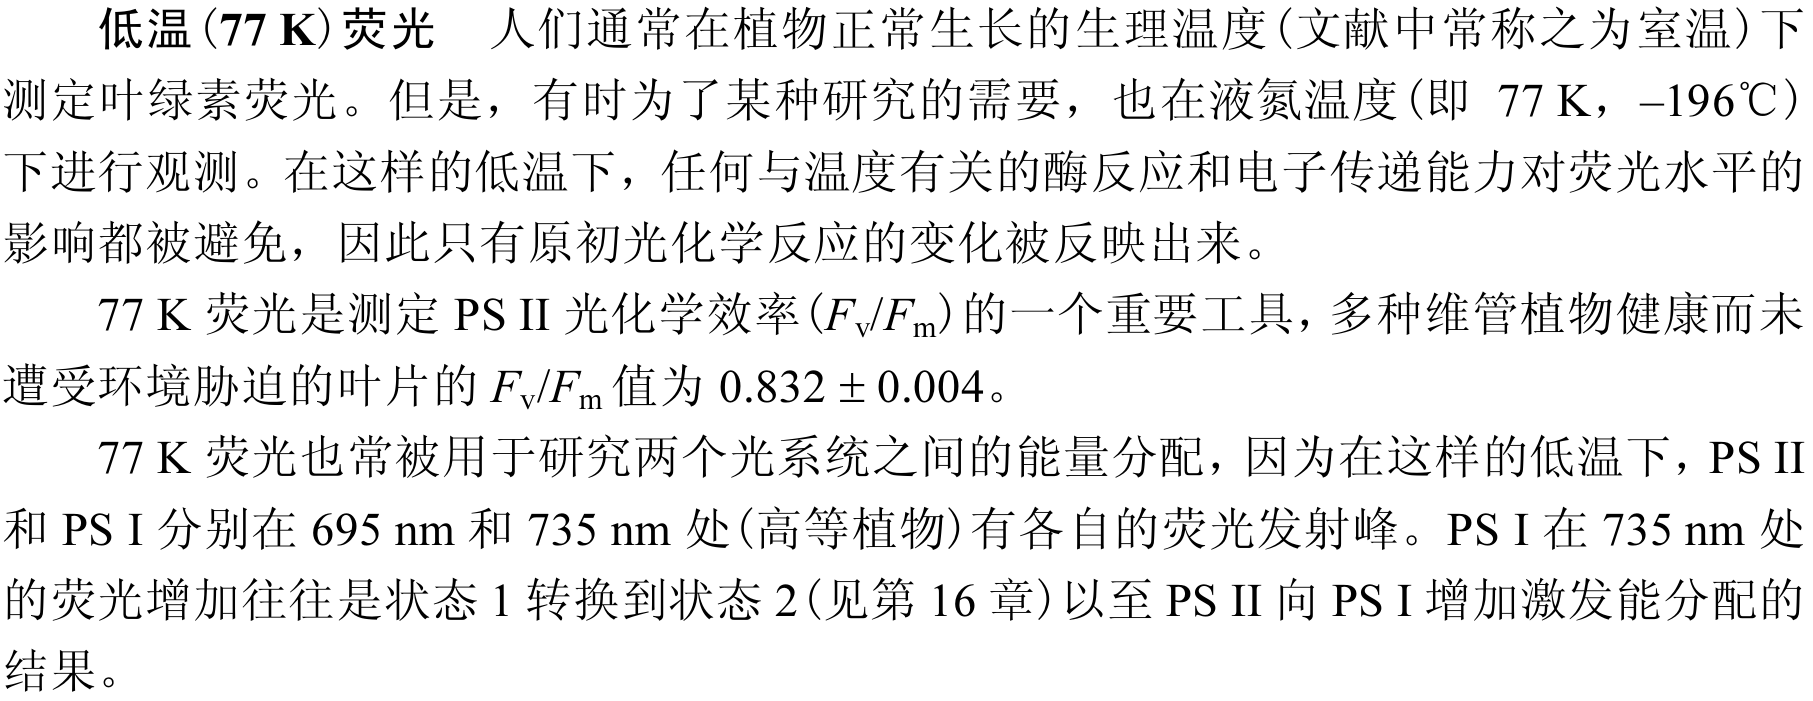 低温(77 K)荧光 人们通常在植物正常生长的生理温度(文献中常称之为室温)下
测定叶绿素荧光。但是，有时为了某种研究的需要，也在液氮温度(即 77 K，–196℃)
下进行观测。在这样的低温下，任何与温度有关的酶反应和电子传递能力对荧光水平的
影响都被避免，因此只有原初光化学反应的变化被反映出来。
77 K 荧光是测定 PS II 光化学效率(Fv/Fm)的一个重要工具，多种维管植物健康而未
遭受环境胁迫的叶片的 Fv/Fm 值为 0.832 ± 0.004。
77 K 荧光也常被用于研究两个光系统之间的能量分配，因为在这样的低温下，PS II
和 PS I 分别在 695 nm 和 735 nm 处(高等植物)有各自的荧光发射峰。PS I 在 735 nm 处
的荧光增加往往是状态 1 转换到状态 2(见第 16 章)以至 PS II 向 PS I 增加激发能分配的
结果。